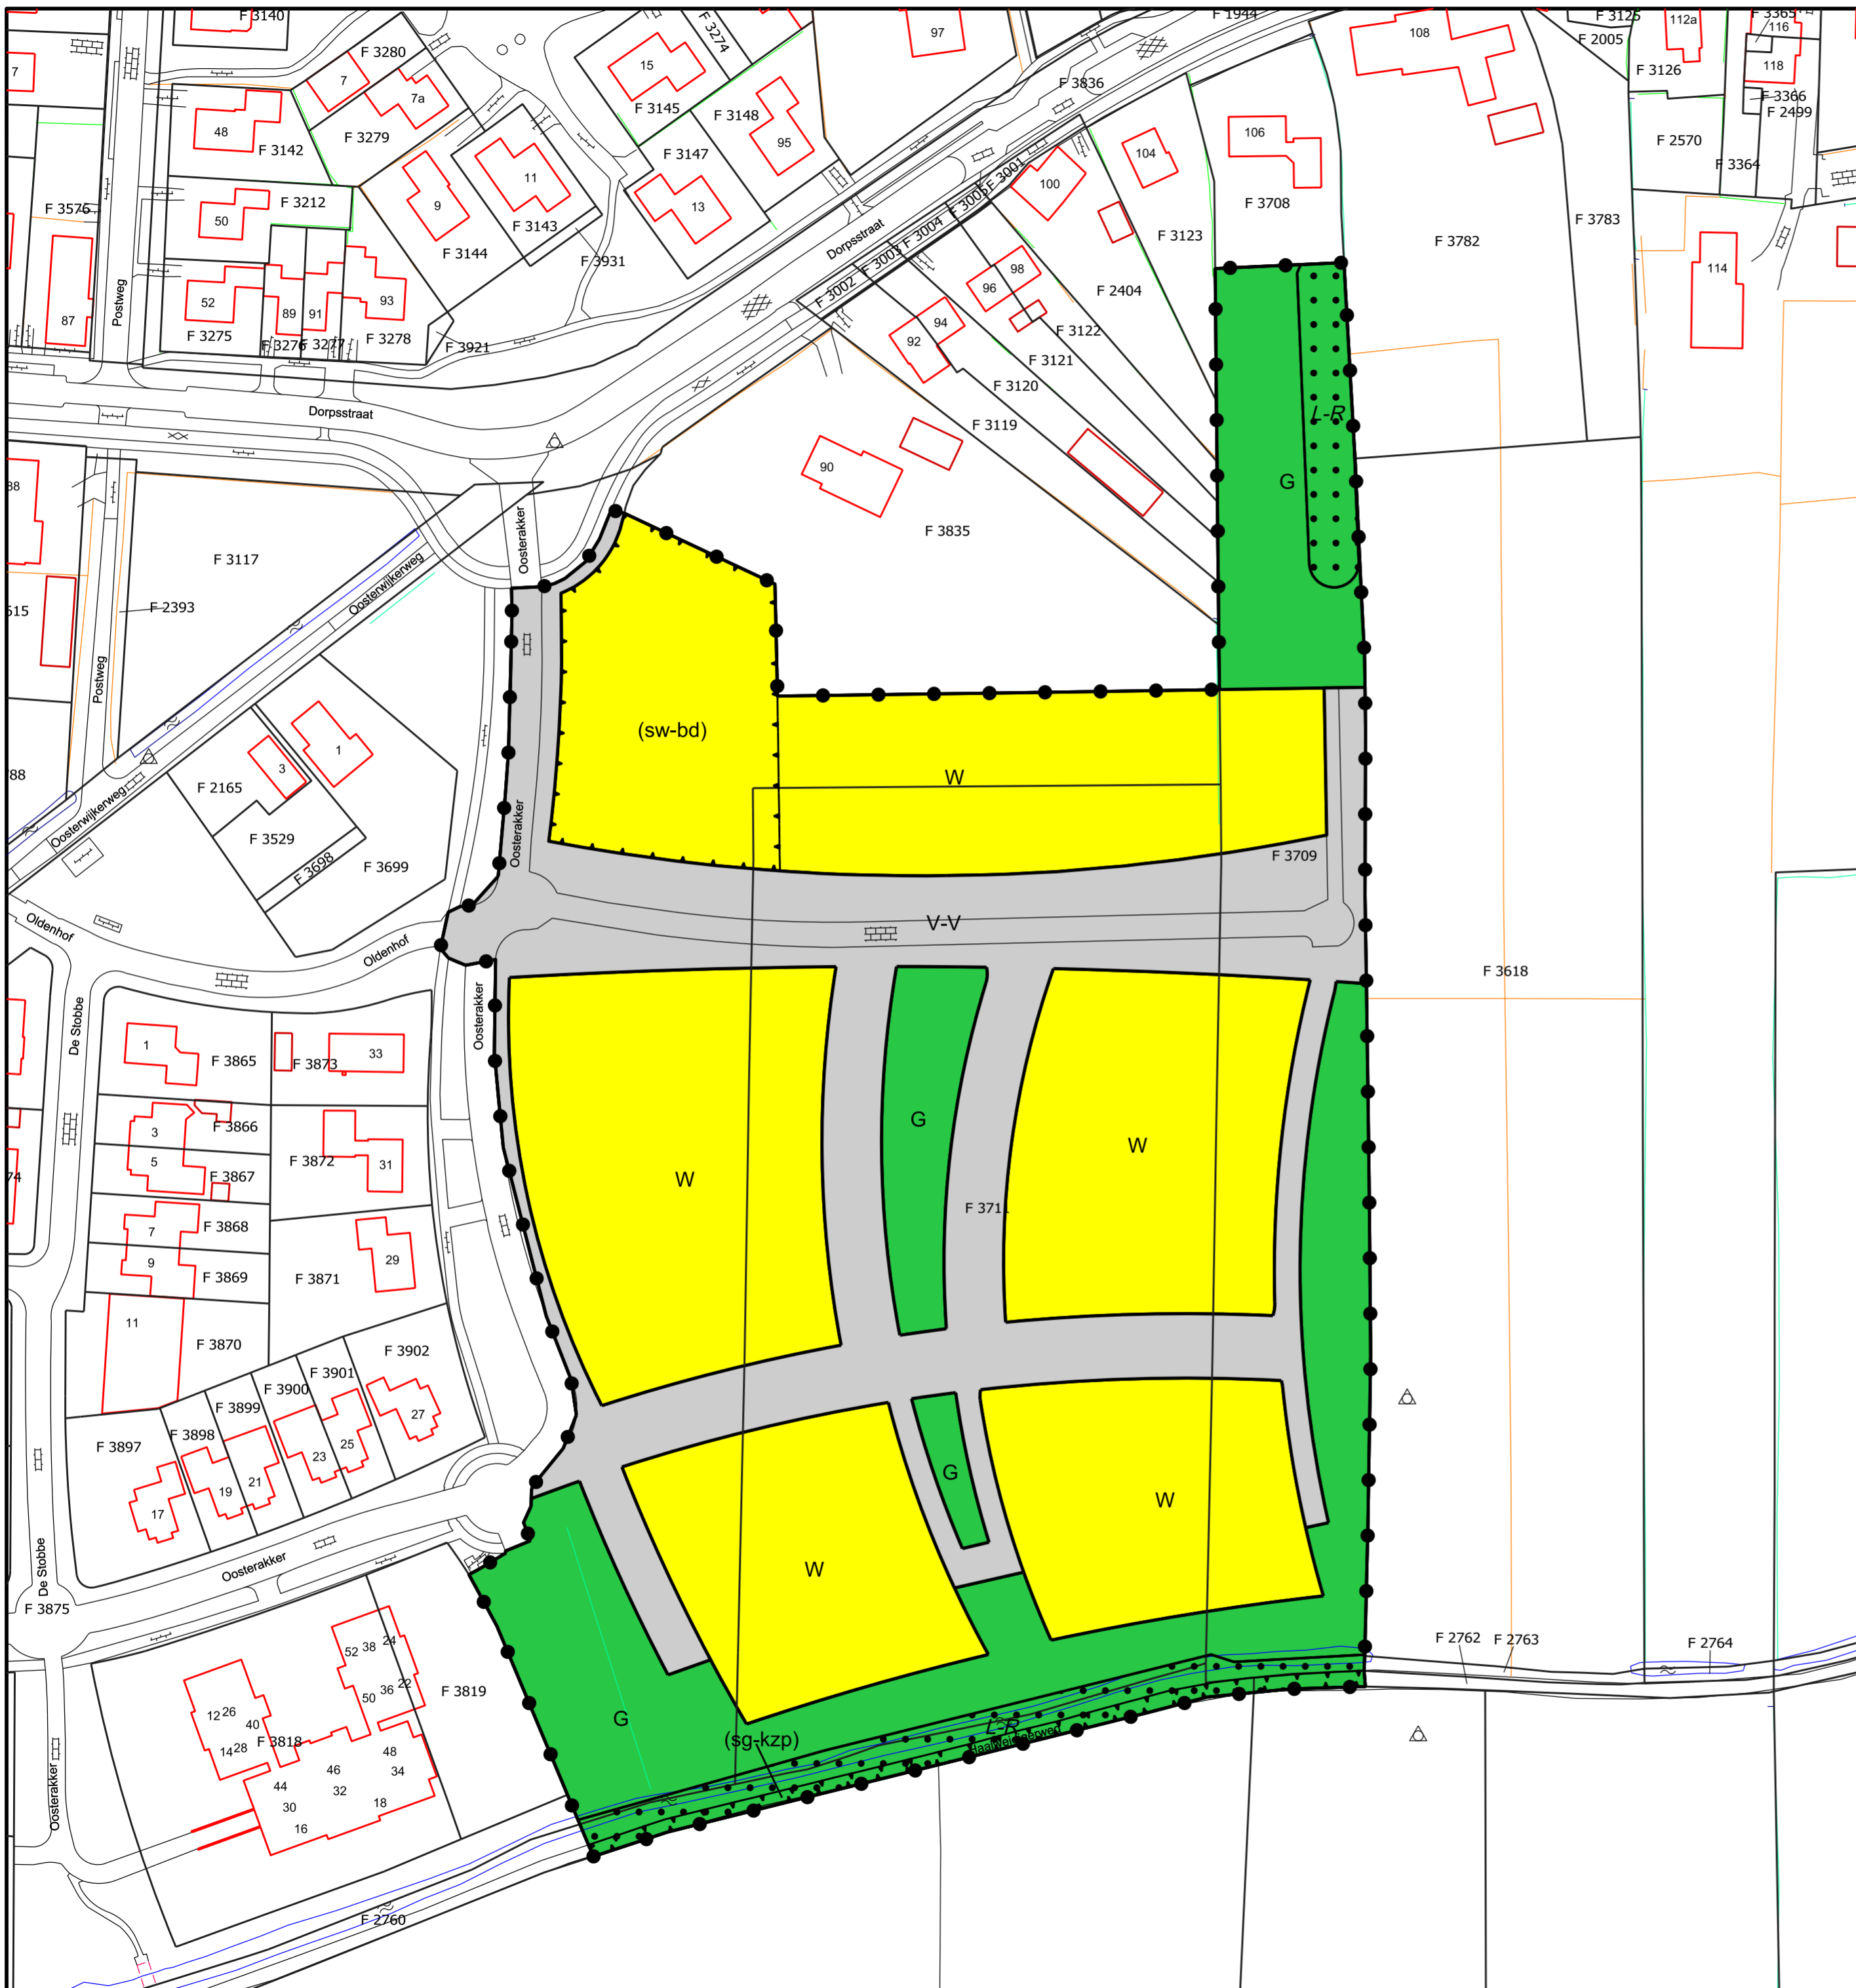 F 3140
F 3280
F 3274
97
F 1944
108
F 3125
112a
F 3365
116
F 2005
7
7
7a
15
F 3836
118
F 3126
48
F 3142
F 3279
F 3145
F 3148
95
F 3366
F 2499
106
104
F 2570
F 3364
F 3147
11
9
50
F 3212
F 3576
F 3143
F 3144
13
F 3001
100
F 3005
F 3004
F 3003
F 3002
Dorpsstraat
F 3708
F 3123
F 3782
F 3783
F 3931
Postweg
52
89
91
93
87
F 3275
F 3276
F 3277
F 3278
F 3921
98
96
94
92
F 2404
F 3122
F 3121
F 3120
F 3119
114
Dorpsstraat
L-R
G
90
F 3835
88
F 3117
Oosterakker
Oosterwijkerweg
F 2393
515
Postweg
(sw-bd)
W
1
3
F 2165
F 3529
F 3698
F 3699
88
Oosterwijkerweg
Oosterakker
F 3709
V-V
Oldenhof
Oldenhof
F 3618
De Stobbe
Oosterakker
1
F 3865
F 3873
33
3
F 3866
5
F 3867
F 3872
31
74
G
W
W
F 3711
7
F 3868
9
F 3869
F 3871
29
11
F 3870
F 3902
F 3901
F 3900
F 3899
F 3898
F 3897
27
25
23
21
19
17
G
W
W
De Stobbe
Oosterakker
F 3875
F 2762
F 2763
F 2764
52
38
24
50
36
22
F 3819
12
26
40
14
28
F 3818
48
46
34
44
32
30
18
16
G
(sg-kzp)
L-R
Oosterakker
F 2760